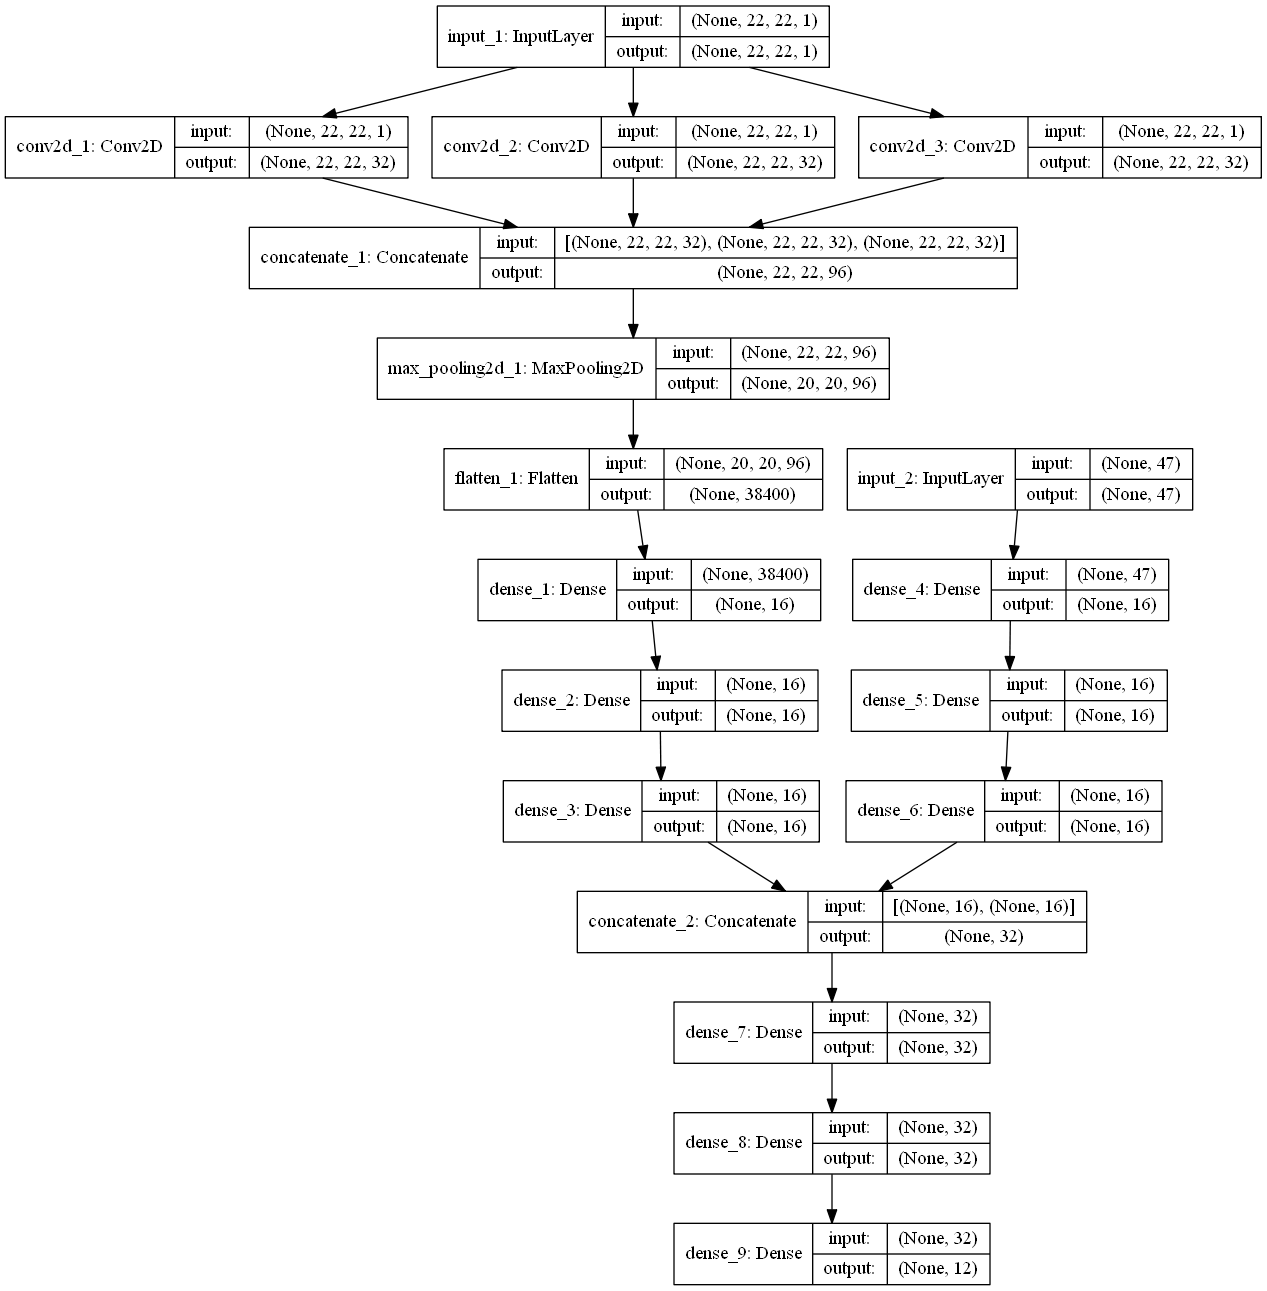 input_1: InputLayer
input: (None, 22, 22, 1)
output: (None, 22, 22, 1)
conv2d_1: Conv2D
input: (None, 22, 22, 1)
output: (None, 22, 22, 32)
conv2d_2: Conv2D
input: (None, 22, 22, 1)
output: (None, 22, 22, 32)
conv2d_3: Conv2D
input: (None, 22, 22, 1)
output: (None, 22, 22, 32)
concatenate_1: Concatenate
input: [(None, 22, 22, 32), (None, 22, 22, 32), (None, 22, 22, 32)]
output: (None, 22, 22, 96)
max_pooling2d_1: MaxPooling2D
input: (None, 22, 22, 96)
output: (None, 20, 20, 96)
flatten_1: Flatten
input: (None, 20, 20, 96)
output: (None, 38400)
input_2: InputLayer
input: (None, 47)
output: (None, 47)
dense_1: Dense
input: (None, 38400)
output: (None, 16)
dense_4: Dense
input: (None, 47)
output: (None, 16)
dense_2: Dense
input: (None, 16)
output: (None, 16)
dense_5: Dense
input: (None, 16)
output: (None, 16)
dense_3: Dense
input: (None, 16)
output: (None, 16)
dense_6: Dense
input: (None, 16)
output: (None, 16)
concatenate_2: Concatenate
input: [(None, 16), (None, 16)]
output: (None, 32)
dense_7: Dense
input: (None, 32)
output: (None, 32)
dense_8: Dense
input: (None, 32)
output: (None, 32)
dense_9: Dense
input: (None, 32)
output: (None, 12)